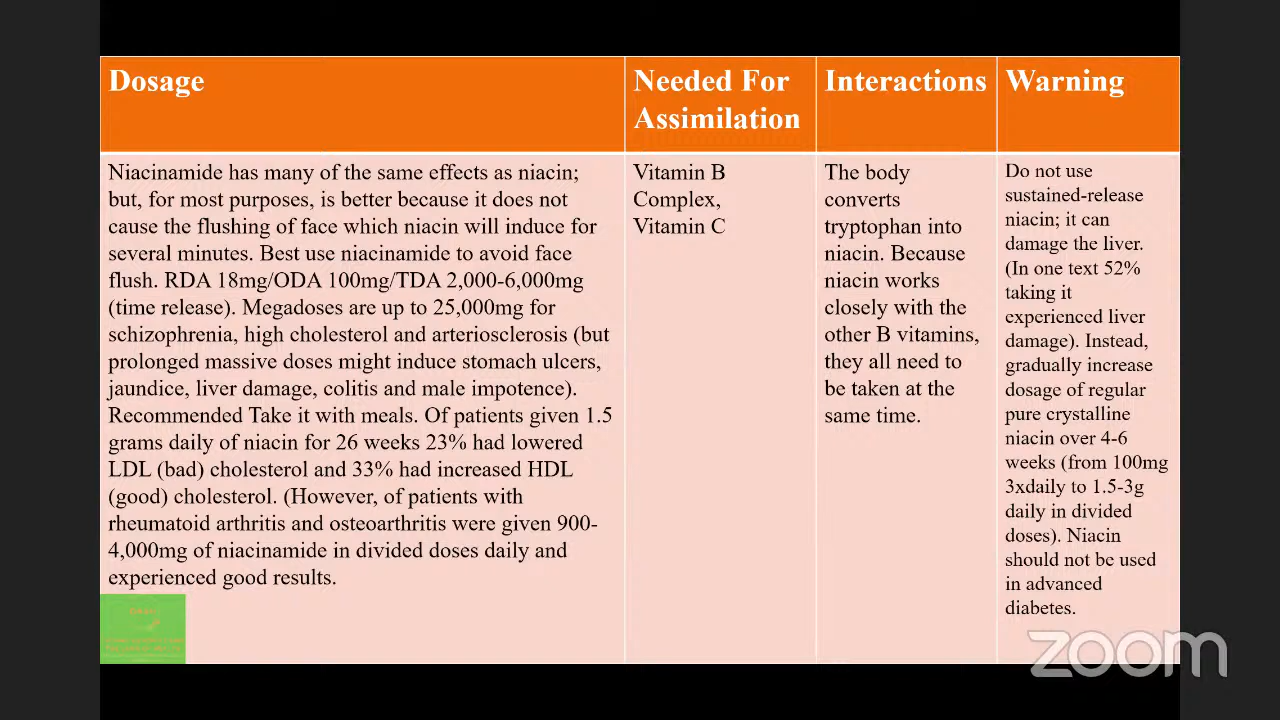 Dosage
Needed For
Assimilation
Interactions
Warning
Niacinamide has many of the same effects as niacin;
but, for most purposes, is better because it does not
cause the flushing of face which niacin will induce for
several minutes. Best use niacinamide to avoid face
flush. RDA 18mg/ODA 100mg/TDA 2,000-6,000mg
(time release). Megadoses are up to 25,000mg for
schizophrenia, high cholesterol and arteriosclerosis (but
prolonged massive doses might induce stomach ulcers,
jaundice, liver damage, colitis and male impotence).
Recommended Take it with meals. Of patients given 1.5
grams daily of niacin for 26 weeks 23% had lowered
LDL (bad) cholesterol and 33% had increased HDL
(good) cholesterol. (However, of patients with
rheumatoid arthritis and osteoarthritis were given 900-
4,000mg of niacinamide in divided doses daily and
experienced good results.
Vitamin B
Complex,
Vitamin C
The body
converts
tryptophan into
niacin. Because
niacin works
closely with the
other B vitamins,
they all need to
be taken at the
same time.
Do not use
sustained-release
niacin; it can
damage the liver.
(In one text 52%
taking it
experienced liver
damage). Instead,
gradually increase
dosage of regular
pure crystalline
niacin over 4-6
weeks (from 100mg
3xdaily to 1.5-3g
daily in divided
doses). Niacin
should not be used
in advanced
diabetes.
zoom